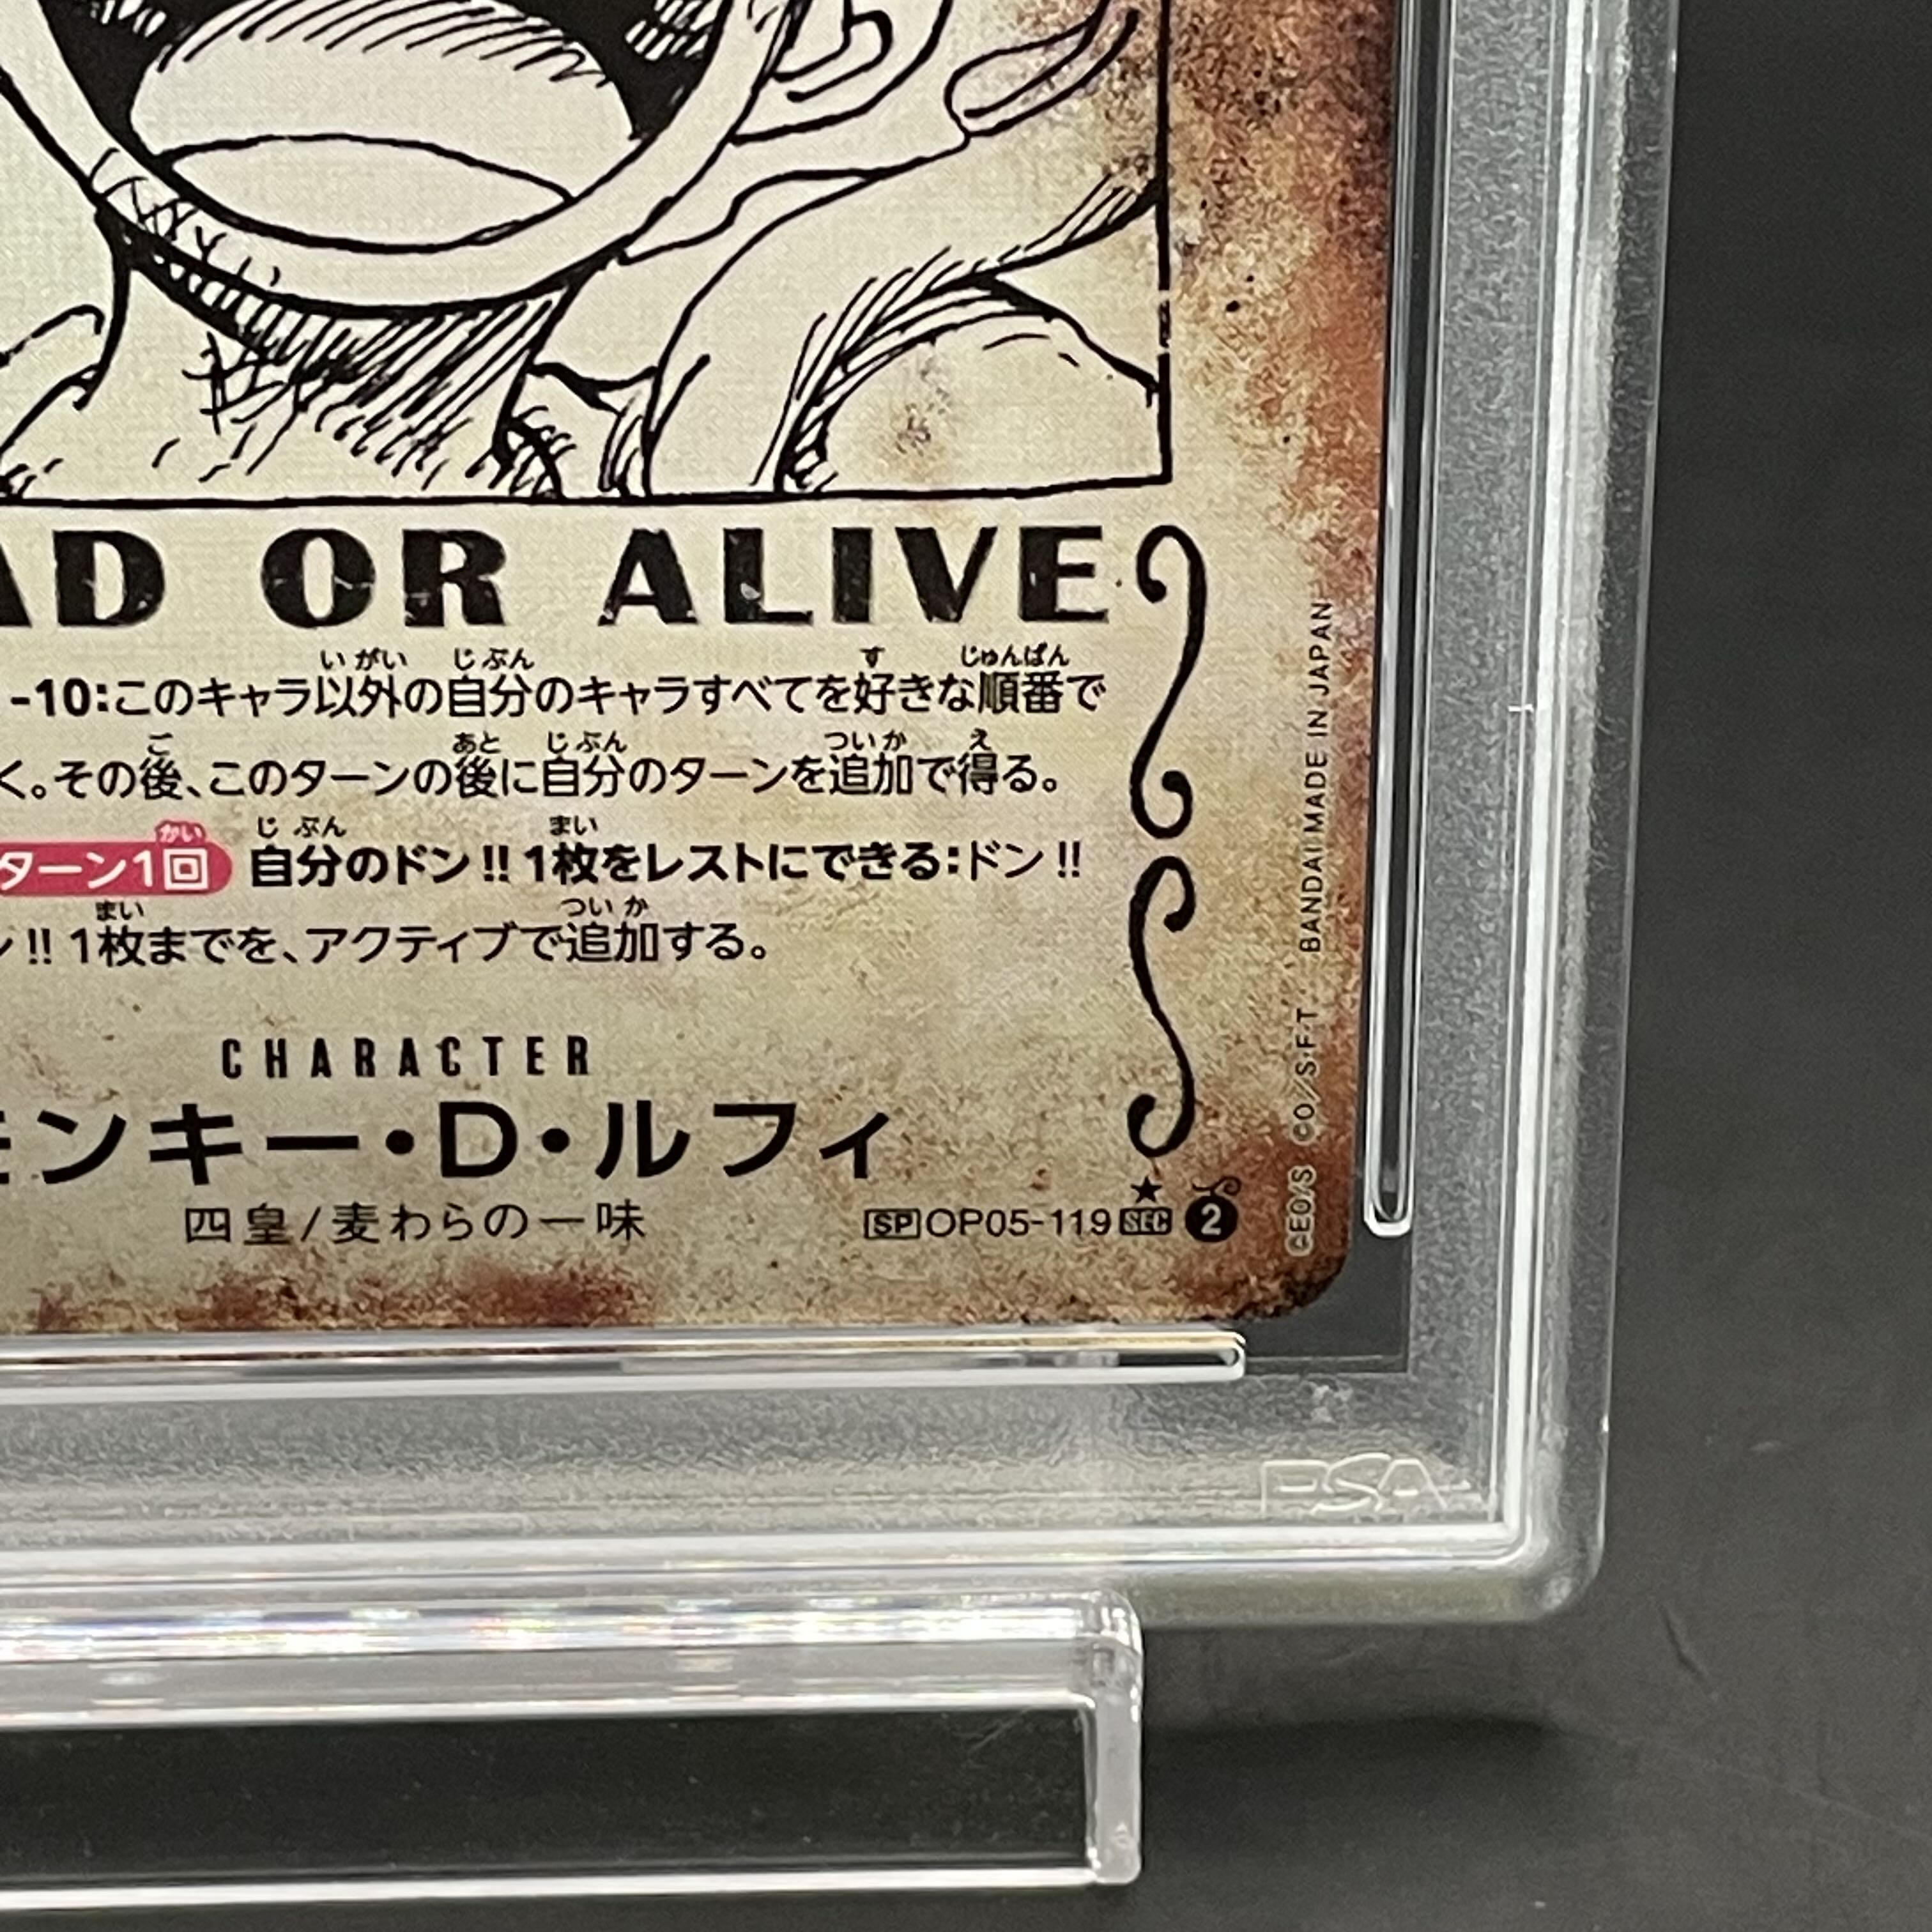 AD OR ALIVE
いがい じぶん す じゅんばん
-10:このキャラ以外の自分のキャラすべてを好きな順番で
ご あと じぶん ついか え
く。その後、このターンの後に自分のターンを追加で得る。
かい じぶん まい
ターン1回 自分のドン!!1枚をレストにできる:ドン!!
まい ついか
ン!!1枚までを、アクティブで追加する。
CHARACTER
モンキー・D・ルフィ
四皇/麦わらの一味
SP OP05-119 SEC 2
©EO/S CO/S.F.T. BANDAI MADE IN JAPAN
PSA